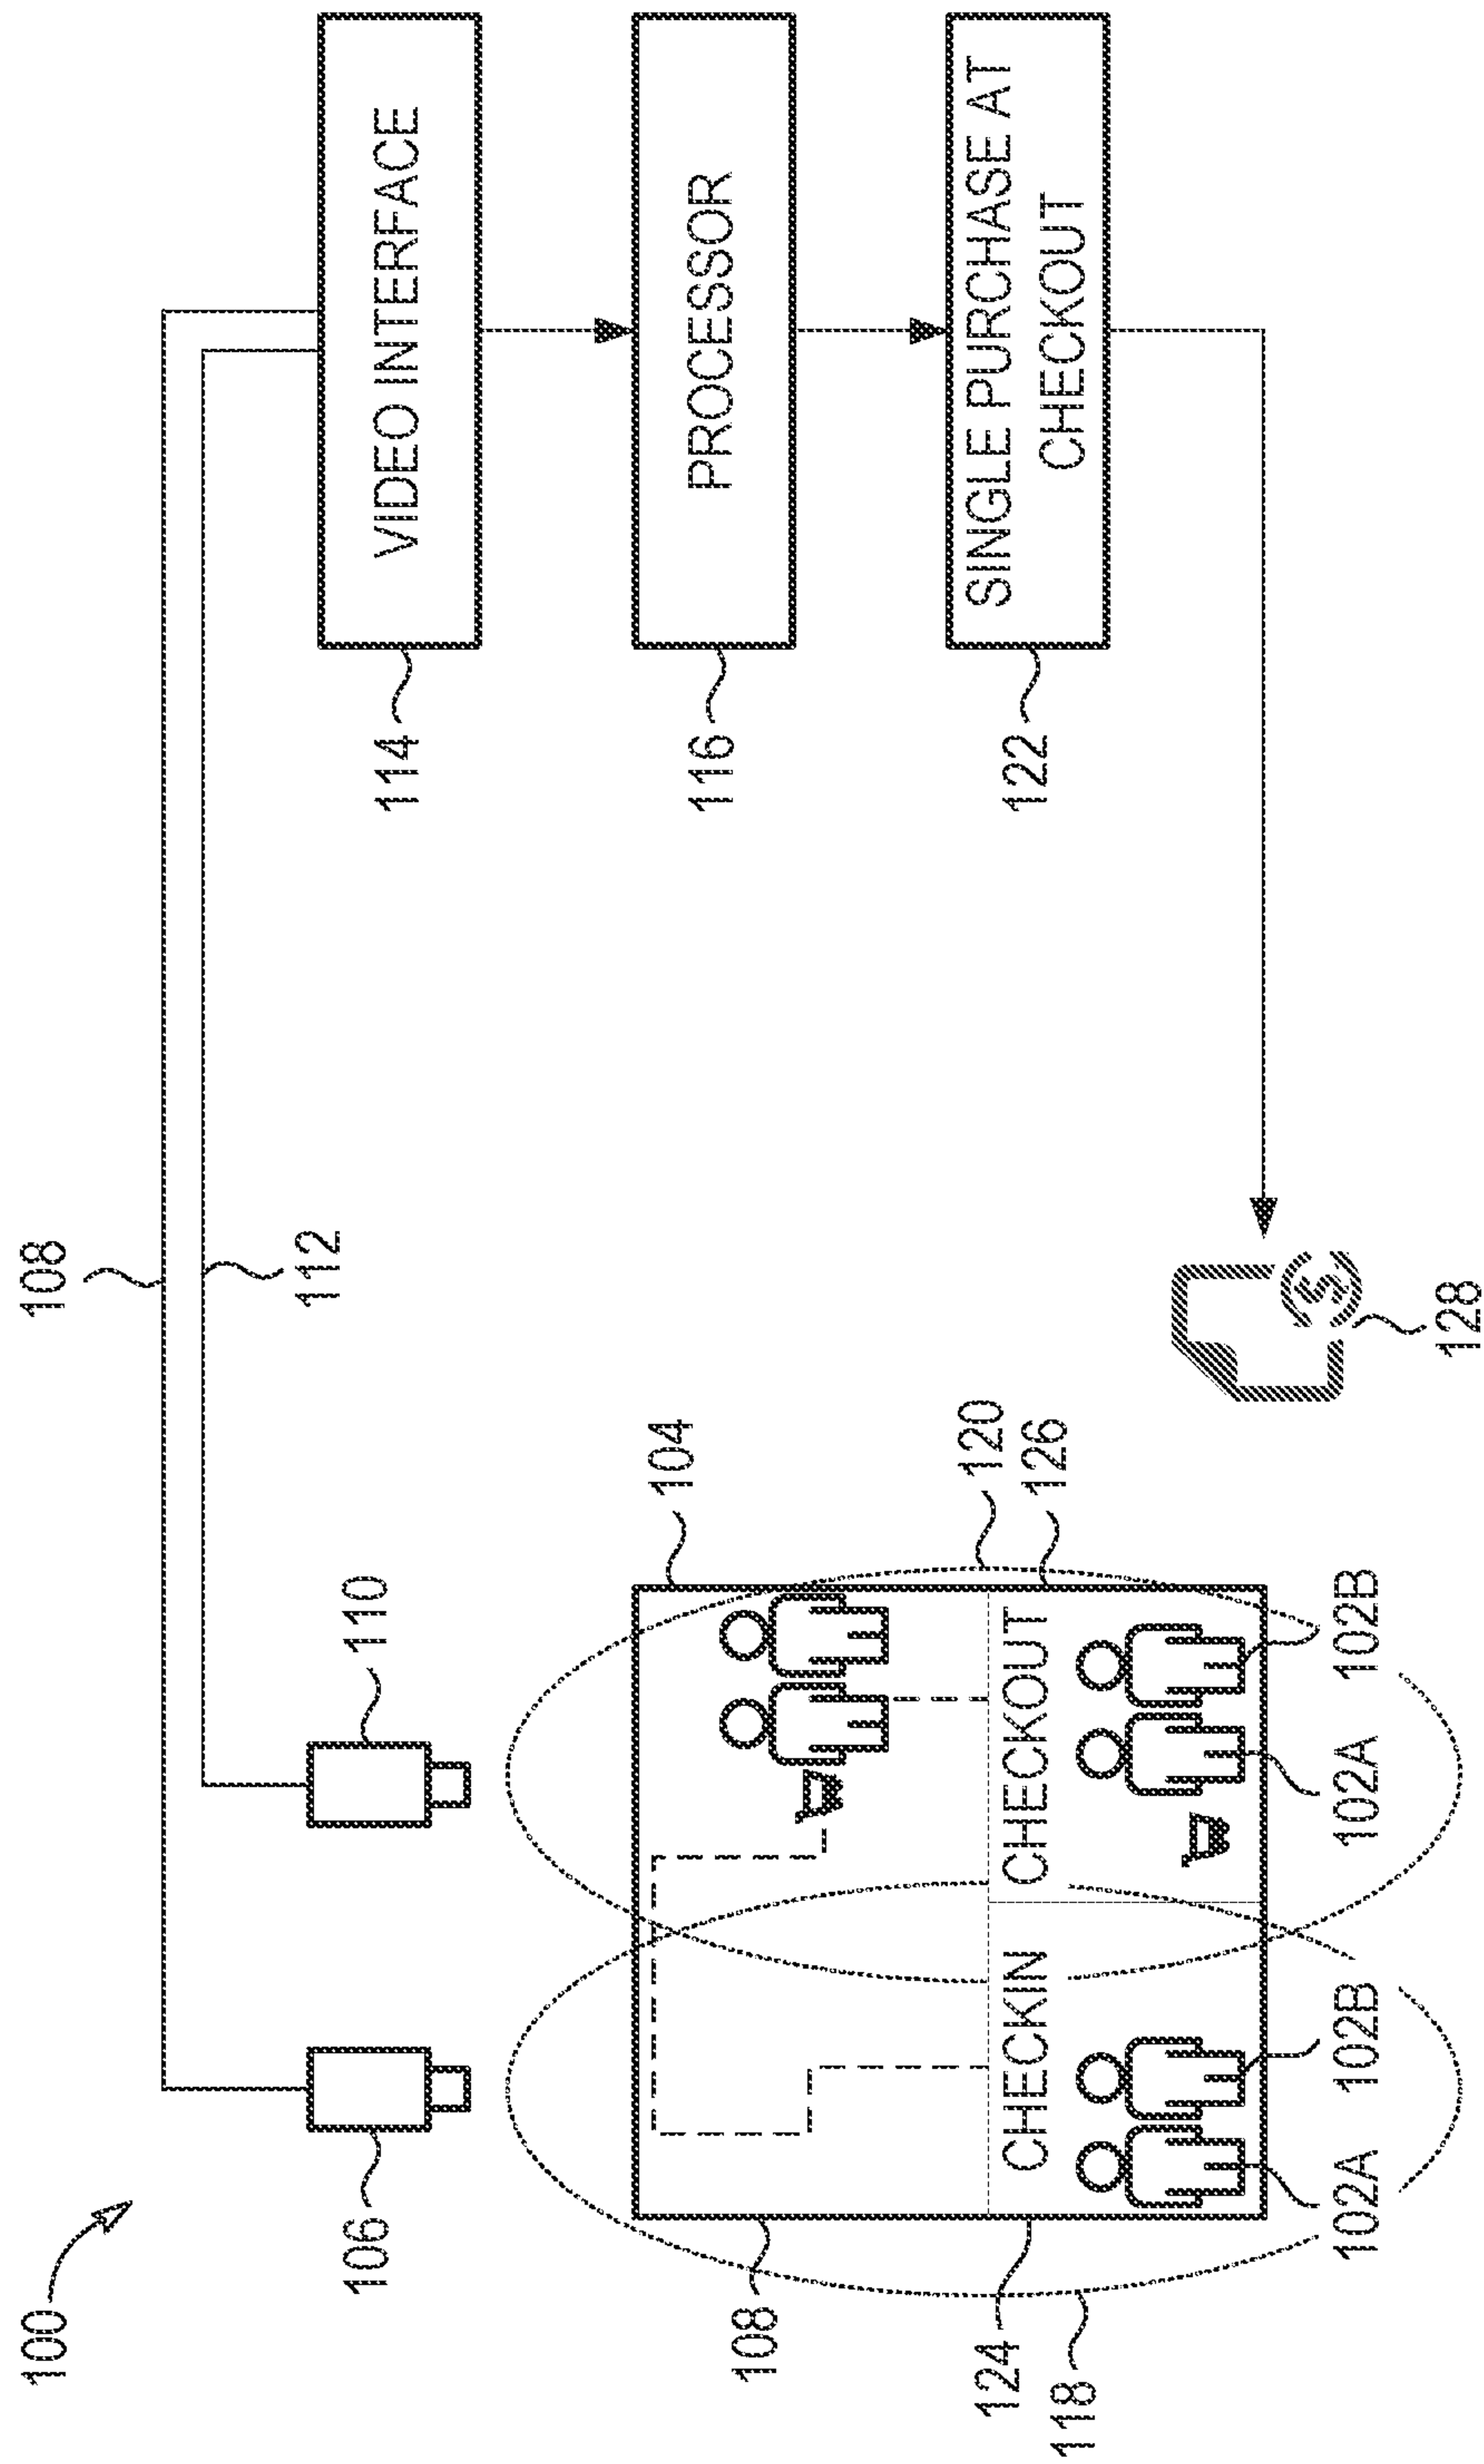 100
108
112
106
110
114
VIDEO INTERFACE
104
116
PROCESSOR
108
120
124
CHECKIN
CHECKOUT
126
122
SINGLE PURCHASE AT
CHECKOUT
118
102A
102B
102A
102B
128